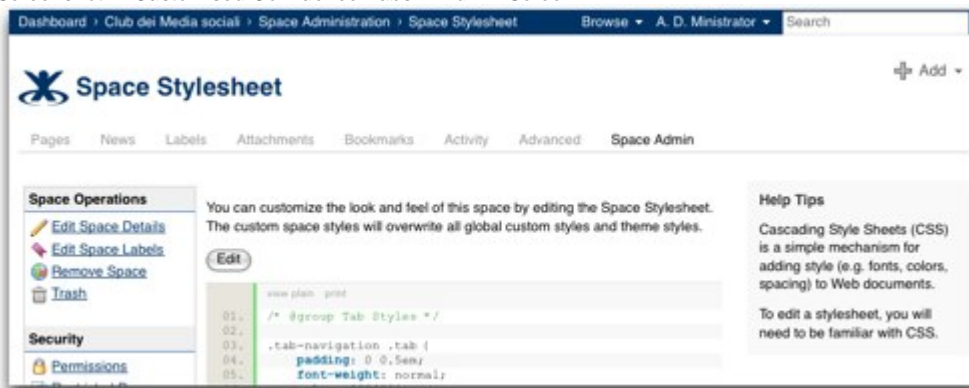 Dashboard › Club dei Media sociali › Space Administration › Space Stylesheet Browse A. D. Ministrator Search
Add
Space Stylesheet
Pages News Labels Attachments Bookmarks Activity Advanced Space Admin
Space Operations
Edit Space Details
Edit Space Labels
Remove Space
Trash
Security
Permissions
You can customize the look and feel of this space by editing the Space Stylesheet.
The custom space styles will overwrite all global custom styles and theme styles.
Edit
view plain print
01. /* @group Tab Styles */
02.
03. .tab-navigation .tab {
04. padding: 0 0.5em;
05. font-weight: normal;
Help Tips
Cascading Style Sheets (CSS)
is a simple mechanism for
adding style (e.g. fonts, colors,
spacing) to Web documents.
To edit a stylesheet, you will
need to be familiar with CSS.